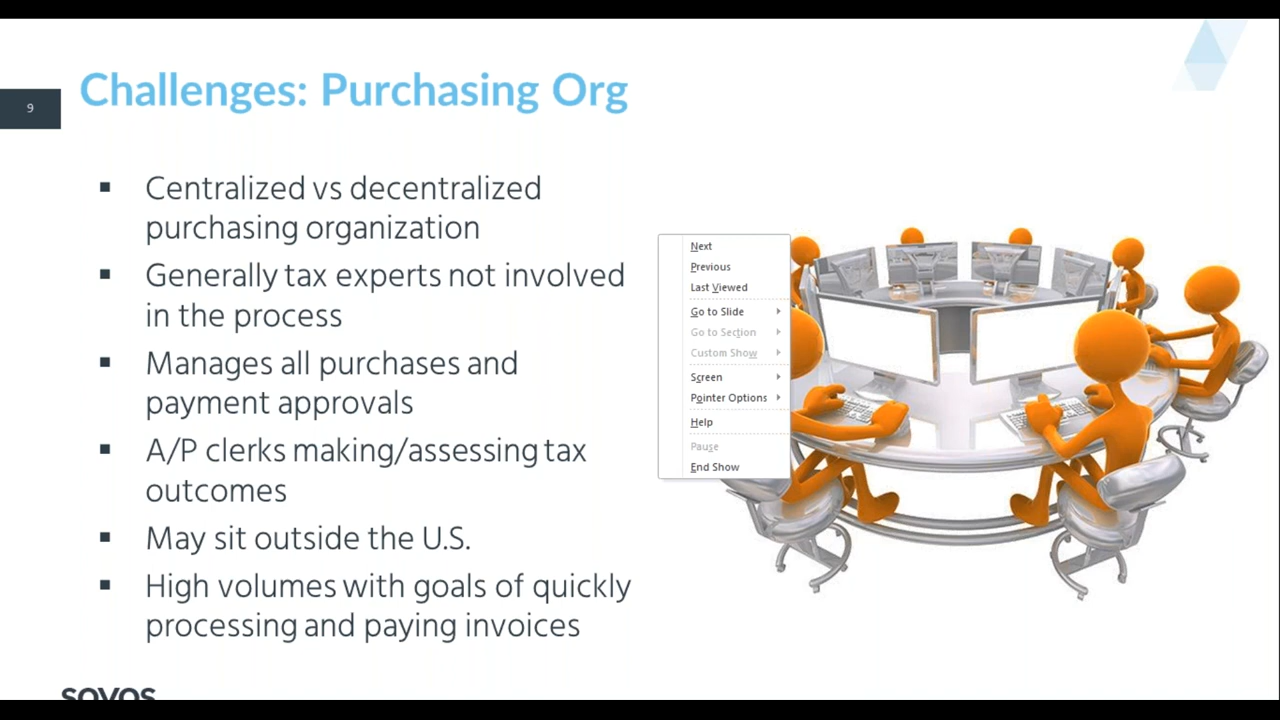 Challenges: Purchasing Org
9
Centralized vs decentralized
purchasing organization
Generally tax experts not involved
in the process
Manages all purchases and
payment approvals
A/P clerks making/assessing tax
outcomes
May sit outside the U.S.
High volumes with goals of quickly
processing and paying invoices
Next
Previous
Last Viewed
Go to Slide
Go to Section
Custom Show
Screen
Pointer Options
Help
Pause
End Show
sovos